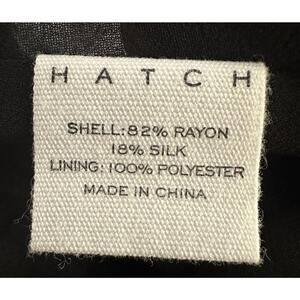 HATCH
SHELL: 82% RAYON
18% SILK
LINING: 100% POLYESTER
MADE IN CHINA